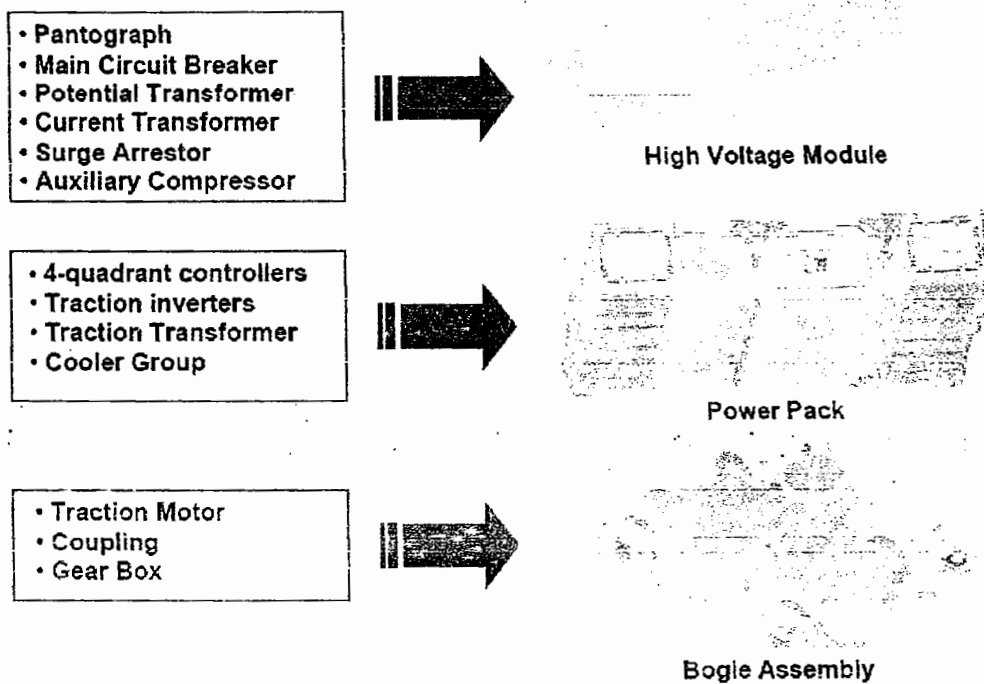 • Pantograph
• Main Circuit Breaker
• Potential Transformer
• Current Transformer
• Surge Arrestor
• Auxiliary Compressor
High Voltage Module
• 4-quadrant controllers
• Traction inverters
• Traction Transformer
• Cooler Group
Power Pack
• Traction Motor
• Coupling
• Gear Box
Bogie Assembly